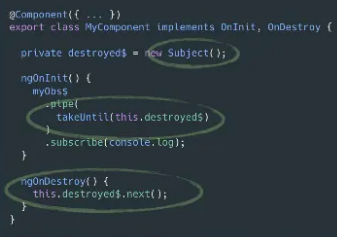 @Component({ ... })
export class MyComponent implements OnInit, OnDestroy {
private destroyed$ = new Subject();
ngOnInit() {
myObs$
.pipe(
takeUntil(this.destroyed$)
)
.subscribe(console.log);
}
ngOnDestroy() {
this.destroyed$.next();
}
}